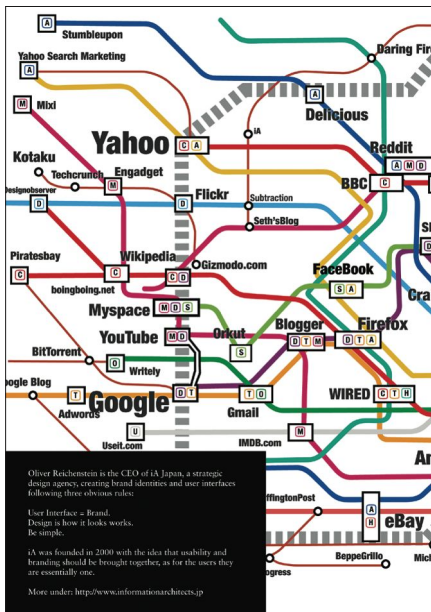 Stumbleupon
A
Daring Fire
Yahoo Search Marketing
A
A
Delicious
M
Mixi
iA
Yahoo
C A
Reddit
A M D
Kotaku
Techcrunch
Engadget
M
BBC
C
Designobserver
D
Flickr
D
Subtraction
Seth'sBlog
Piratesbay
C
Wikipedia
C
C D
Gizmodo.com
boingboing.net
FaceBook
S A
Cra
Myspace
M D S
YouTube
M D
Orkut
S
Blogger
D T M
Firefox
D T A
BitTorrent
O
Writely
oogle Blog
T
Adwords
Google
D T
T O
Gmail
WIRED
C T H
U
Useit.com
M
IMDB.com
An
Oliver Reichenstein is the CEO of iA Japan, a strategic
design agency, creating brand identities and user interfaces
following three obvious rules:
User Interface = Brand.
Design is how it looks works.
Be simple.
iA was founded in 2000 with the idea that usability and
branding should be brought together, as for the users they
are essentially one.
More under: http://www.informationarchitects.jp
ffingtonPost
A
H
eBay
BeppeGrillo
Mic
ogress